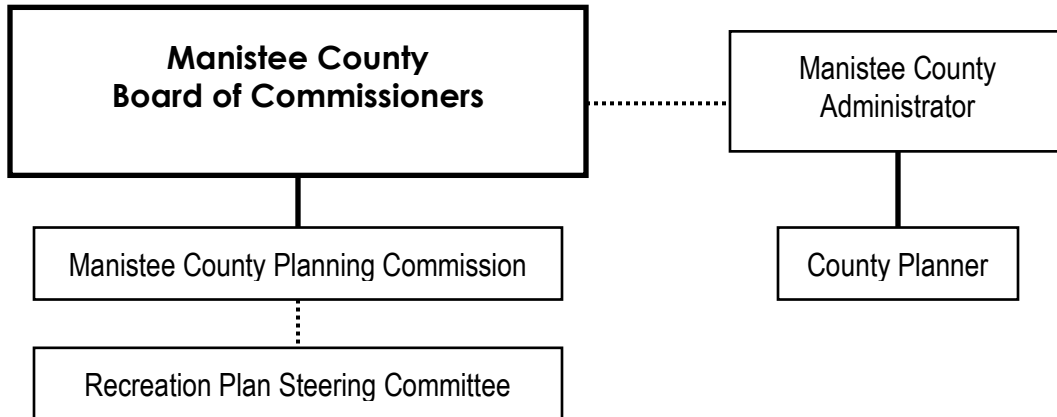 Manistee County
Board of Commissioners
Manistee County
Administrator
Manistee County Planning Commission
County Planner
Recreation Plan Steering Committee